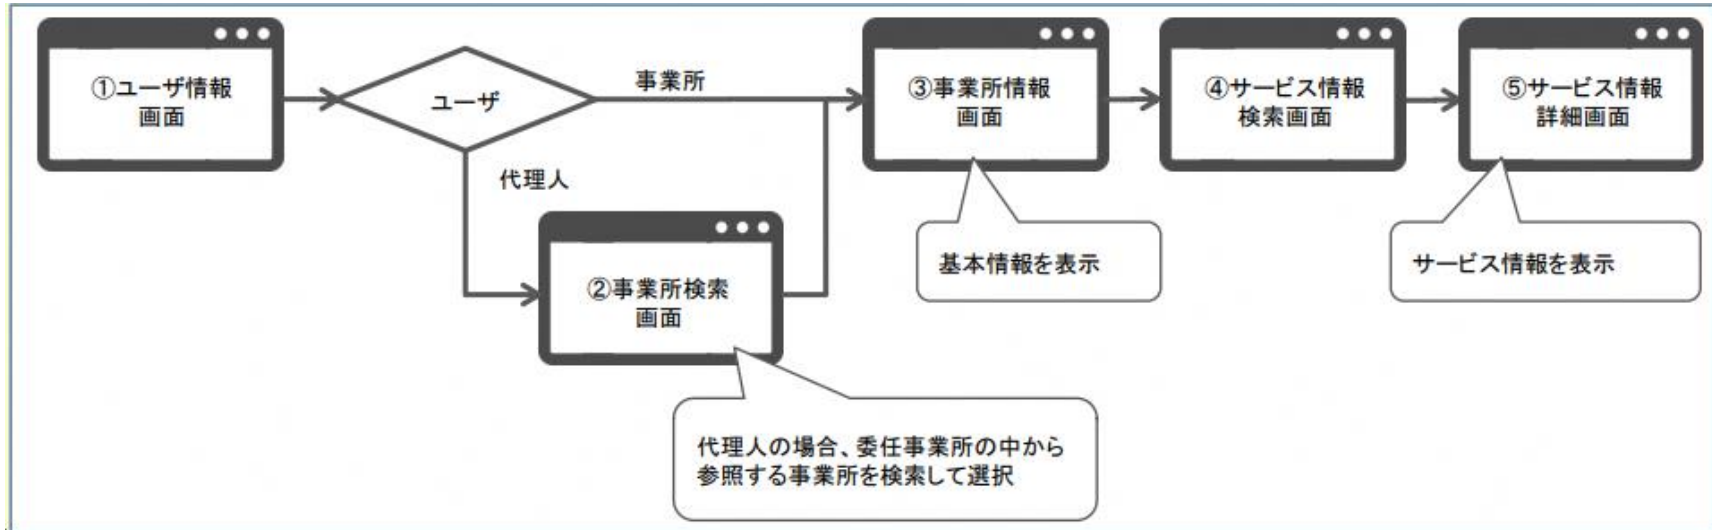 ①ユーザ情報
画面
ユーザ
事業所
代理人
②事業所検索
画面
代理人の場合、委任事業所の中から
参照する事業所を検索して選択
③事業所情報
画面
基本情報を表示
④サービス情報
検索画面
⑤サービス情報
詳細画面
サービス情報を表示